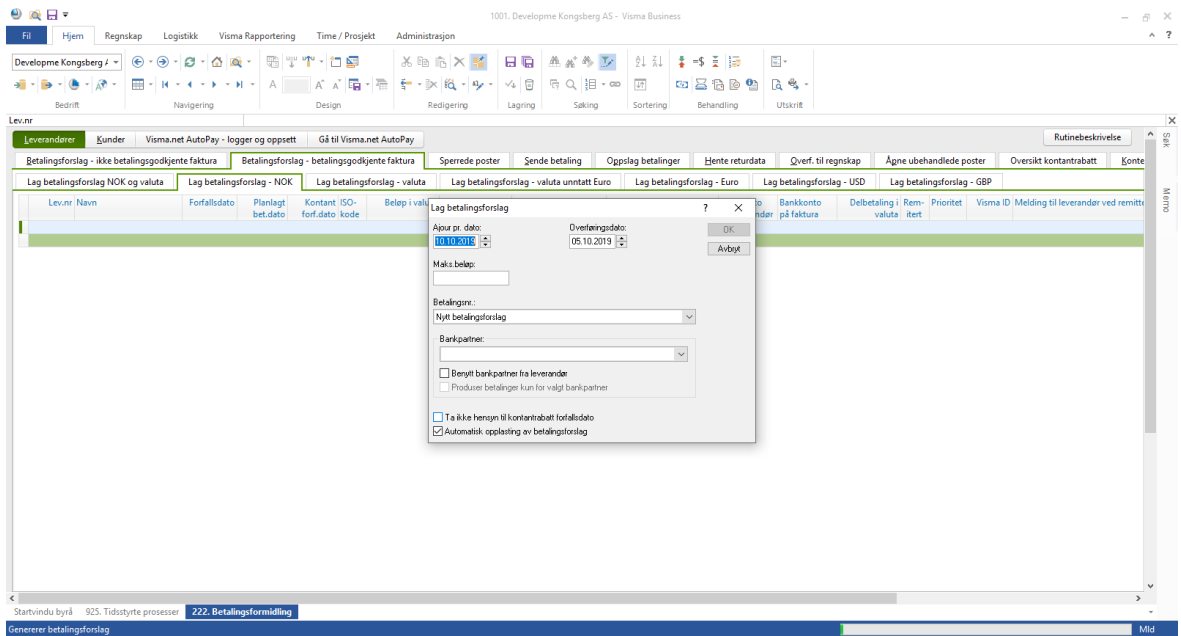 1001. Developme Kongsberg AS - Visma Business
Fil Hjem Regnskap Logistikk Visma Rapportering Time / Prosjekt Administrasjon
Developme Kongsberg A
Bedrift Navigering Design Redigering Lagring Søking Sortering Behandling Utskrift
Lev.nr
Leverandører Kunder Visma.net AutoPay - logger og oppsett Gå til Visma.net AutoPay Rutinebeskrivelse
Betalingsforslag - ikke betalingsgodkjente faktura Betalingsforslag - betalingsgodkjente faktura Sperrede poster Sende betaling Oppslag betalinger Hente returdata Overf. til regnskap Åpne ubehandlede poster Oversikt kontantrabatt Konte
Lag betalingsforslag NOK og valuta Lag betalingsforslag - NOK Lag betalingsforslag - valuta Lag betalingsforslag - valuta unntatt Euro Lag betalingsforslag - Euro Lag betalingsforslag - USD Lag betalingsforslag - GBP
Lev.nr Navn Forfallsdato Planlagt Kontant ISO- Beløp i valu Bankkonto Delbetaling i Rem- Prioritet Visma ID Melding til leverandør ved remitte
bet.dato forf.dato kode ndør på faktura valuta itert
Søk
Memo
Lag betalingsforslag ?
Ajour pr. dato: Overføringsdato:
10.10.2019 05.10.2019
OK
Avbryt
Maks.beløp:
Betalingsnr.:
Nytt betalingsforslag
Bankpartner:
Benytt bankpartner fra leverandør
Produser betalinger kun for valgt bankpartner
Ta ikke hensyn til kontantrabatt forfallsdato
Automatisk opplasting av betalingsforslag
Startvindu byrå 925. Tidsstyrte prosesser 222. Betalingsformidling
Genererer betalingsforslag Mld